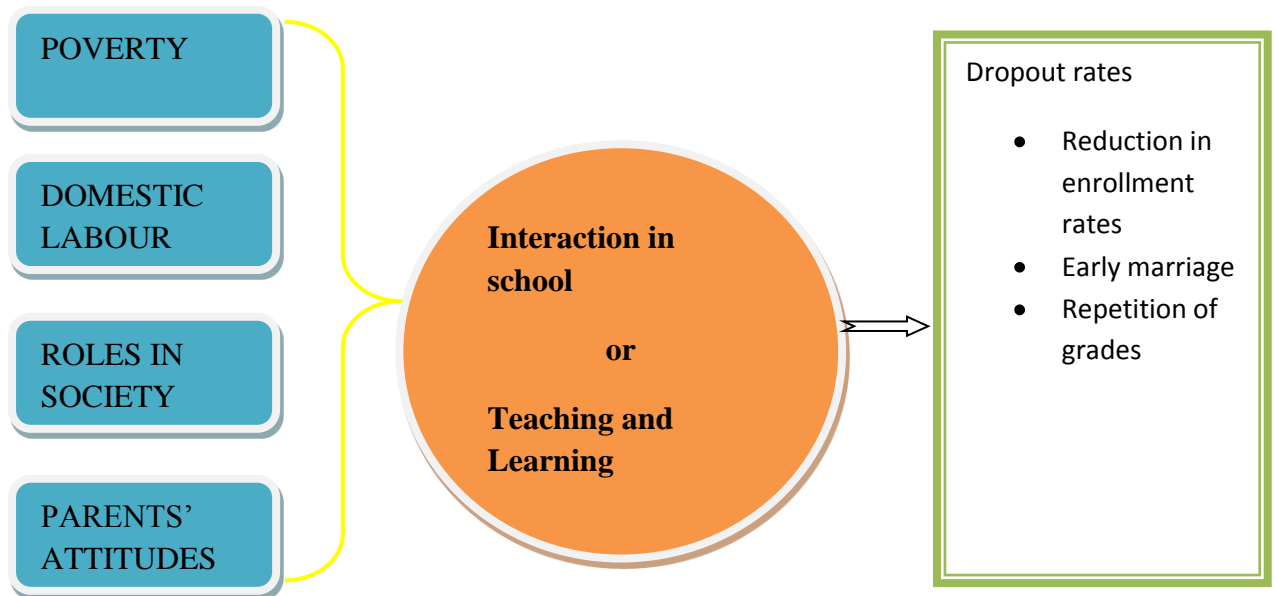 POVERTY
DOMESTIC
LABOUR
ROLES IN
SOCIETY
PARENTS’
ATTITUDES
Interaction in
school
or
Teaching and
Learning
Dropout rates
• Reduction in
enrollment
rates
• Early marriage
• Repetition of
grades